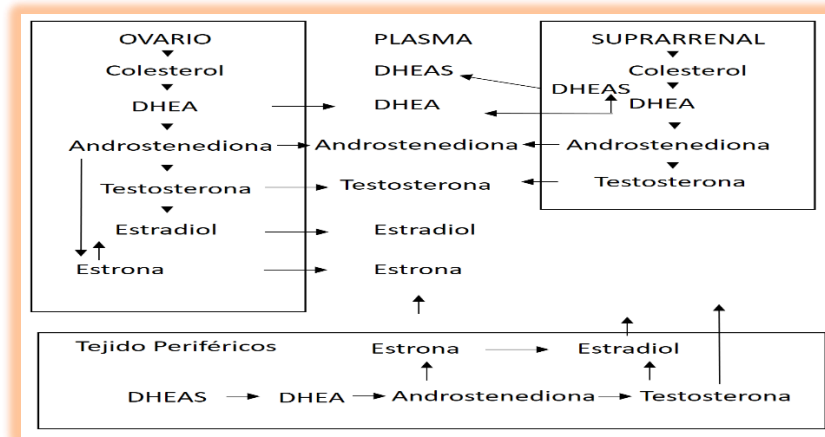 OVARIO PLASMA SUPRARRENAL
Colesterol DHEAS Colesterol
DHEAS
DHEA DHEA DHEA
Androstenediona Androstenediona Androstenediona
Testosterona Testosterona Testosterona
Estradiol Estradiol
Estrona Estrona
Tejido Periféricos Estrona Estradiol
DHEAS DHEA Androstenediona Testosterona